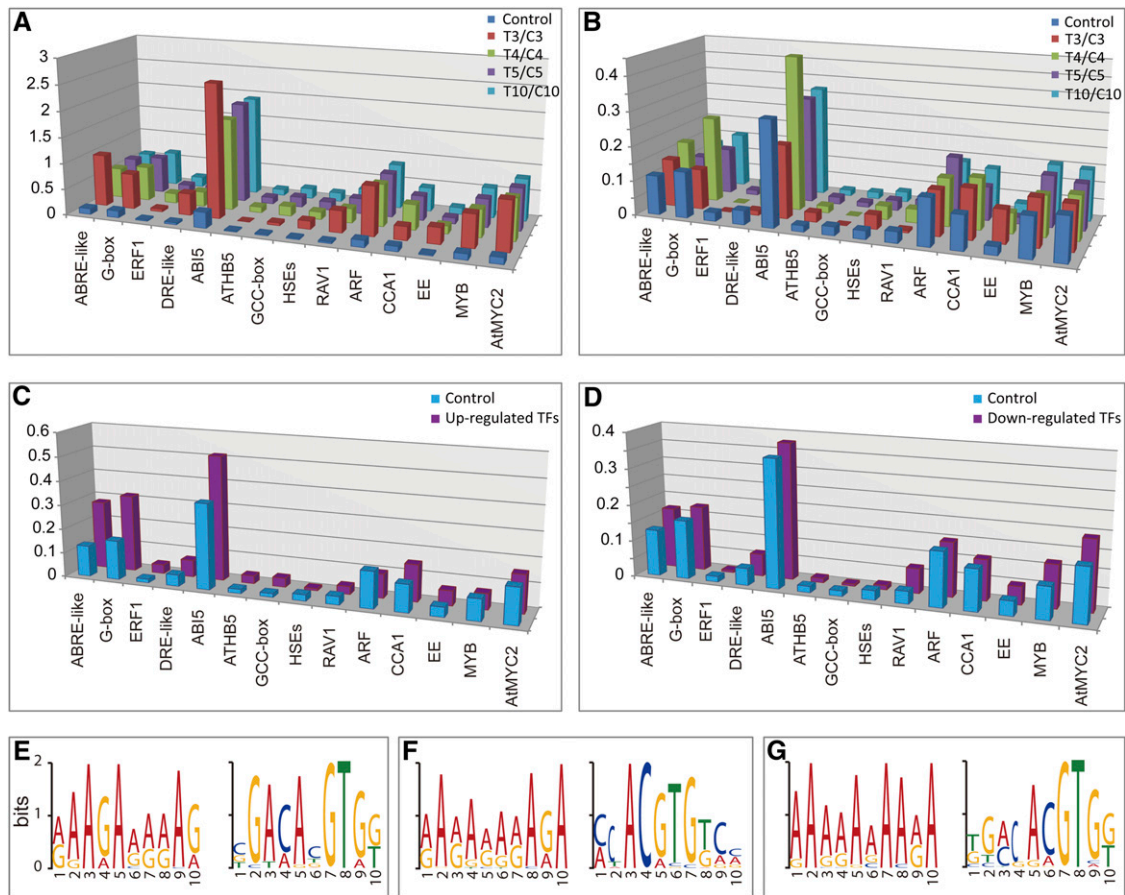 A
Control
T3/C3
T4/C4
T5/C5
T10/C10
3
2.5
2
1.5
1
0.5
0
ABRE-like
G-box
ERF1
DRE-like
ABI5
ATHB5
GCC-box
HSEs
RAV1
ARF
CCA1
EE
MYB
AtMYC2
B
Control
T3/C3
T4/C4
T5/C5
T10/C10
0.4
0.3
0.2
0.1
0
ABRE-like
G-box
ERF1
DRE-like
ABI5
ATHB5
GCC-box
HSEs
RAV1
ARF
CCA1
EE
MYB
AtMYC2
C
Control
Up-regulated TFs
0.6
0.5
0.4
0.3
0.2
0.1
0
ABRE-like
G-box
ERF1
DRE-like
ABI5
ATHB5
GCC-box
HSEs
RAV1
ARF
CCA1
EE
MYB
AtMYC2
D
Control
Down-regulated TFs
0.4
0.3
0.2
0.1
0
ABRE-like
G-box
ERF1
DRE-like
ABI5
ATHB5
GCC-box
HSEs
RAV1
ARF
CCA1
EE
MYB
AtMYC2
E
2
1
0
bits
AAAGAAAAAG
1 2 3 4 5 6 7 8 9 10
1 2 3 4 5 6 7 8 9 10
F
1 2 3 4 5 6 7 8 9 10
1 2 3 4 5 6 7 8 9 10
G
1 2 3 4 5 6 7 8 9 10
1 2 3 4 5 6 7 8 9 10